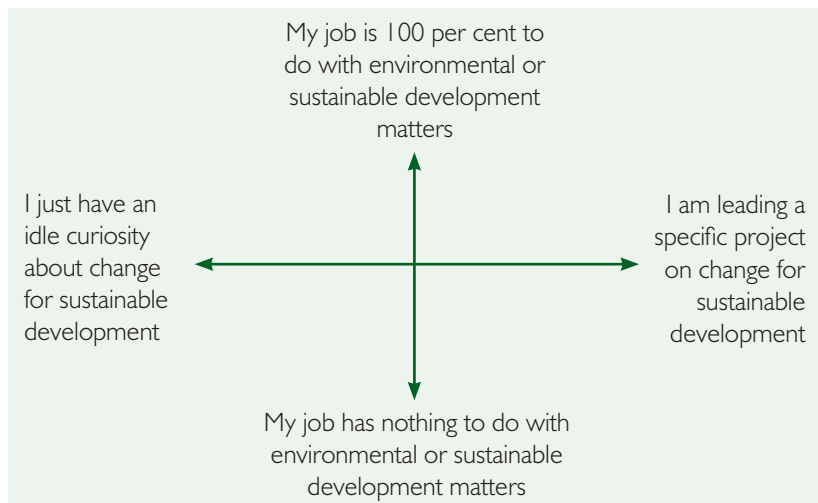 My job is 100 per cent to
do with environmental or
sustainable development
matters
I just have an
idle curiosity
about change
for sustainable
development
I am leading a
specific project
on change for
sustainable
development
My job has nothing to do with
environmental or sustainable
development matters